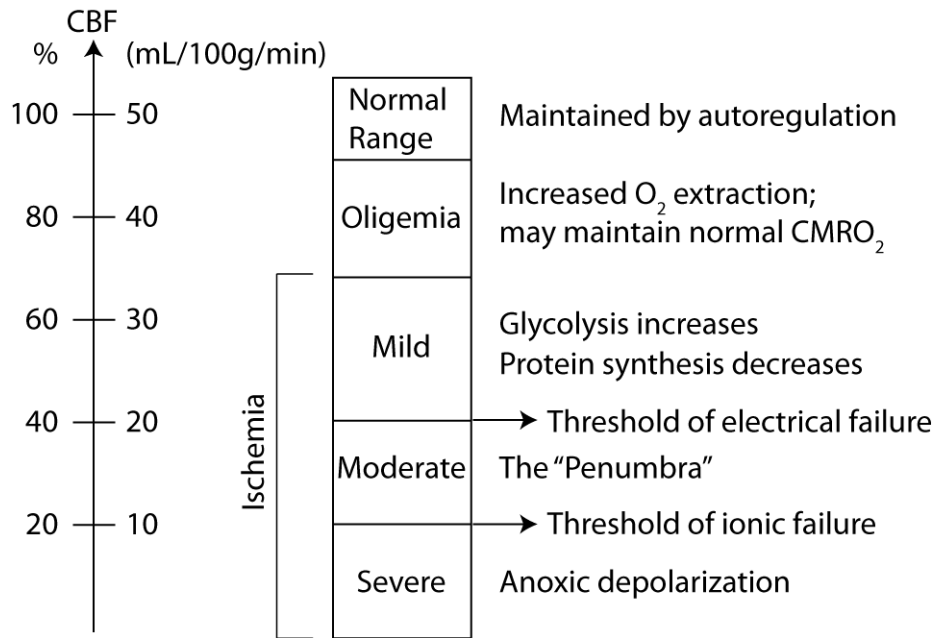 CBF
% (mL/100g/min)
100 50 Normal Range Maintained by autoregulation
80 40 Oligemia Increased O₂ extraction;
may maintain normal CMRO₂
60 30 Mild Glycolysis increases
Protein synthesis decreases
Ischemia
40 20 Threshold of electrical failure
Moderate The “Penumbra”
20 10 Threshold of ionic failure
Severe Anoxic depolarization